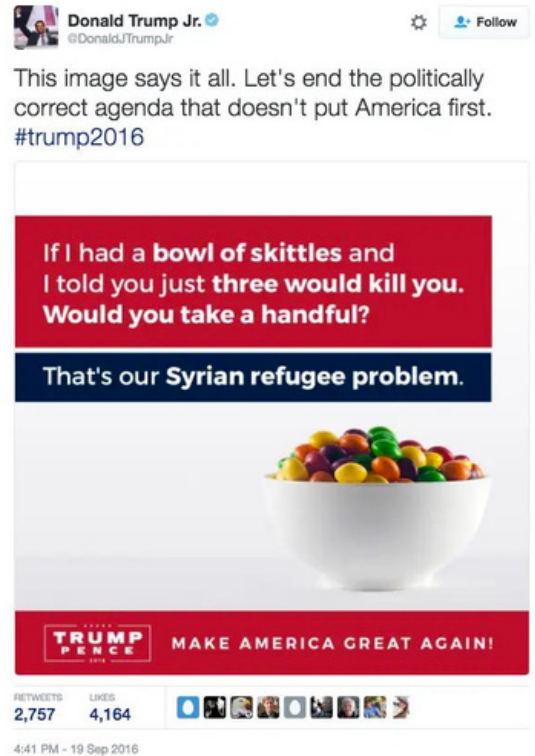 Donald Trump Jr.
@DonaldJTrumpJr
Follow
This image says it all. Let's end the politically
correct agenda that doesn't put America first.
#trump2016
If I had a bowl of skittles and
I told you just three would kill you.
Would you take a handful?
That's our Syrian refugee problem.
TRUMP
PENCE
2016
MAKE AMERICA GREAT AGAIN!
RETWEETS
2,757
LIKES
4,164
4:41 PM - 19 Sep 2016